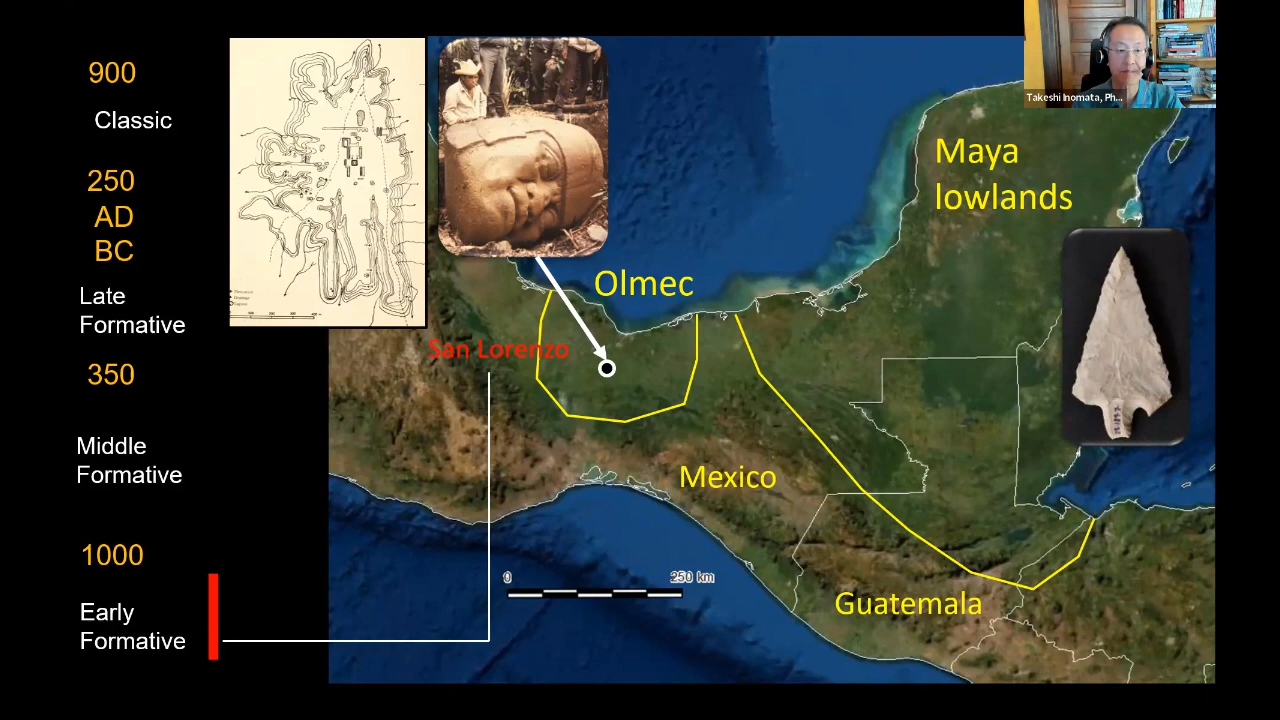 900
Classic
250
AD
BC
Late
Formative
350
Middle
Formative
1000
Early
Formative
San Lorenzo
Olmec
Maya
lowlands
Mexico
Guatemala
0
250 km
Takeshi Inomata, Ph...